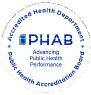 Accredited Health Department
PHAB
Advancing
Public Health
Performance
Public Health Accreditation Board